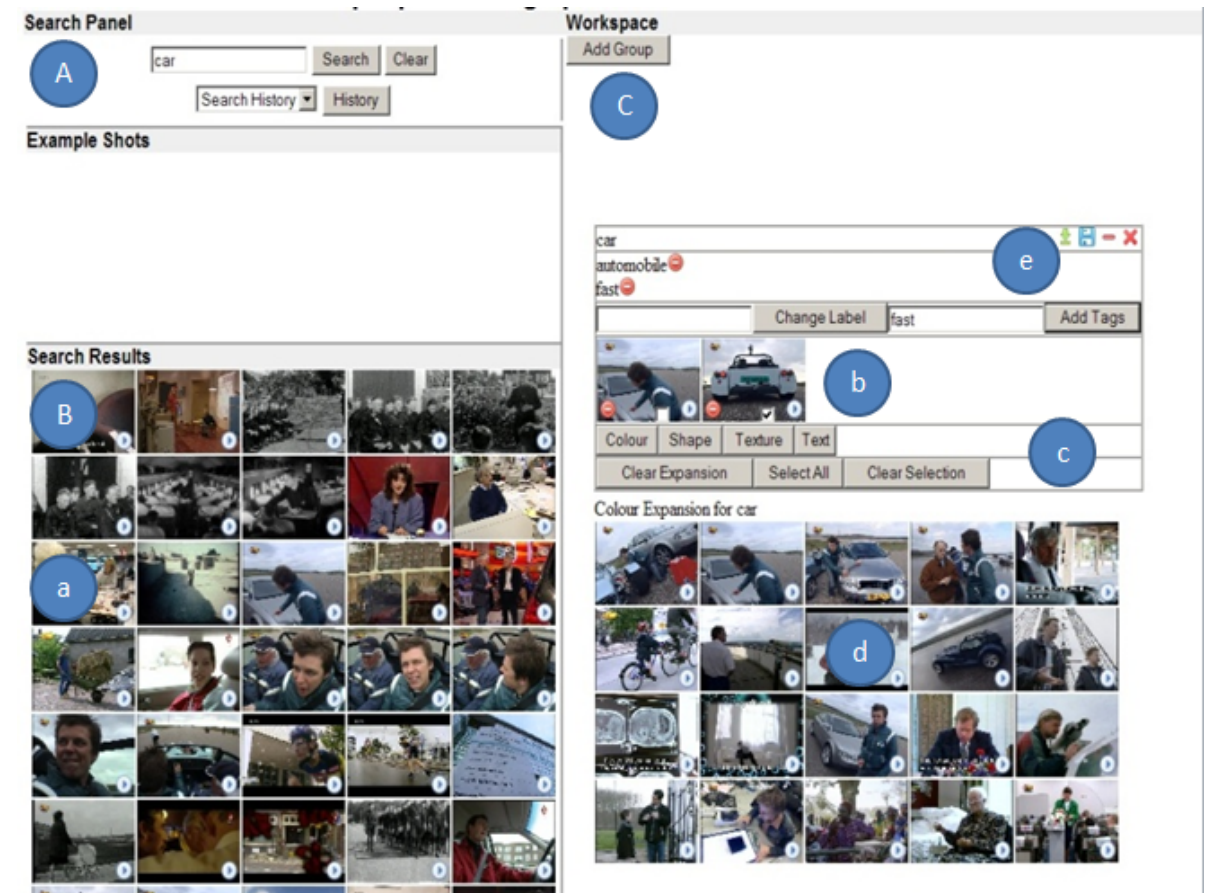 Search Panel
A
car
Search
Clear
Search History
History
Example Shots
Search Results
B
a
Workspace
Add Group
C
car
e
automobile
fast
Change Label
fast
Add Tags
b
Colour
Shape
Texture
Text
c
Clear Expansion
Select All
Clear Selection
Colour Expansion for car
d